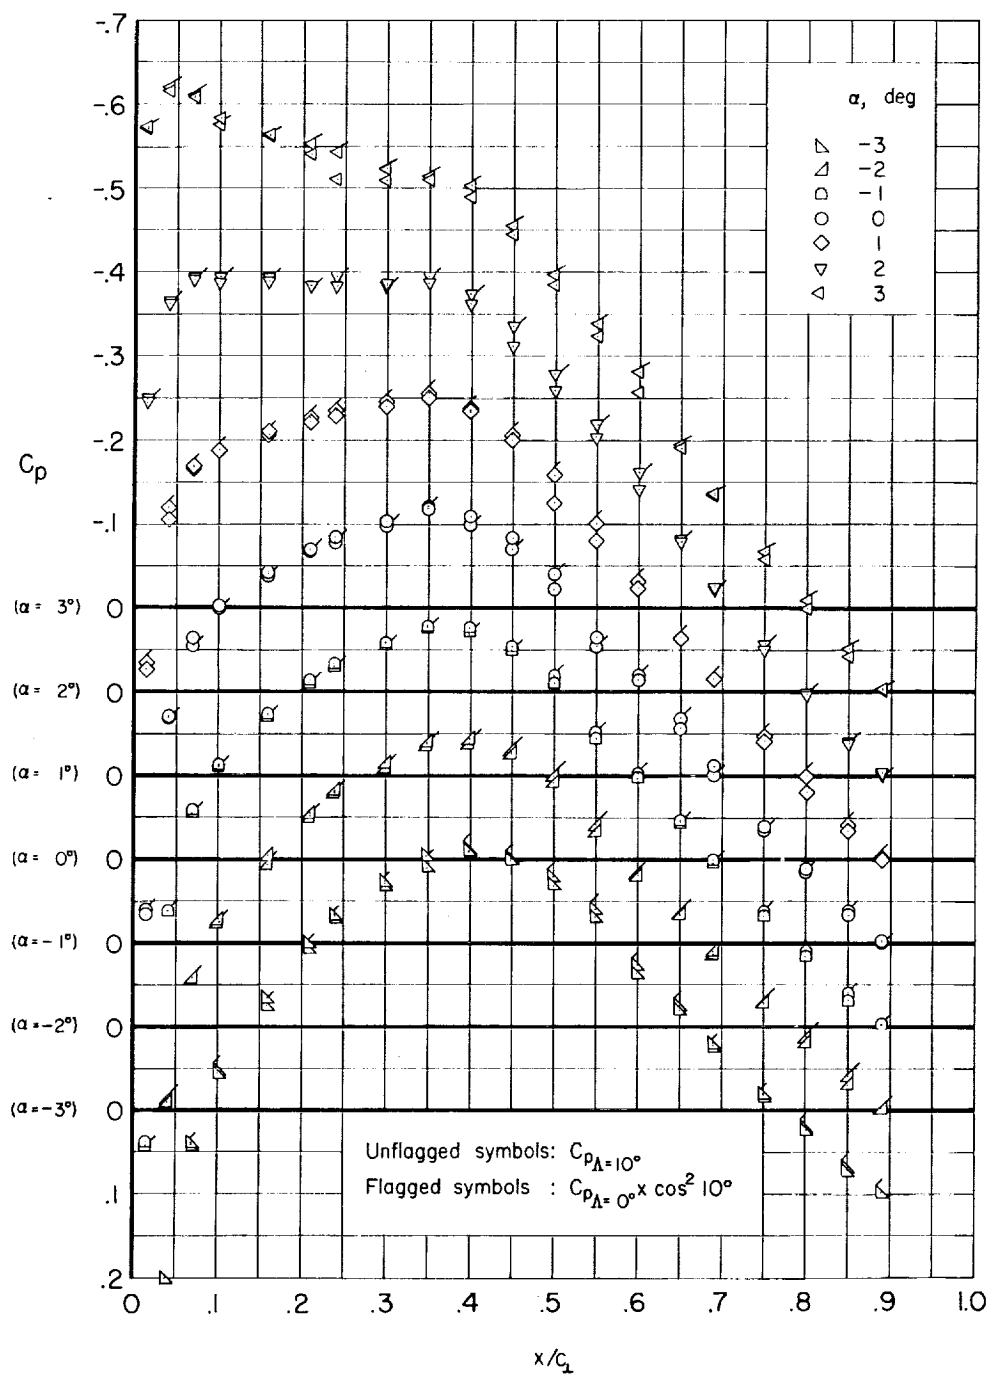 -.7
-.6
-.5
-.4
-.3
-.2
-.1
Cp
α, deg
-3
-2
-1
0
1
2
3
(α = 3°) 0
(α = 2°) 0
(α = 1°) 0
(α = 0°) 0
(α = -1°) 0
(α = -2°) 0
(α = -3°) 0
.1
.2
Unflagged symbols: CpΛ=10°
Flagged symbols : CpΛ=0° x cos² 10°
0 .1 .2 .3 .4 .5 .6 .7 .8 .9 1.0
x/c⊥